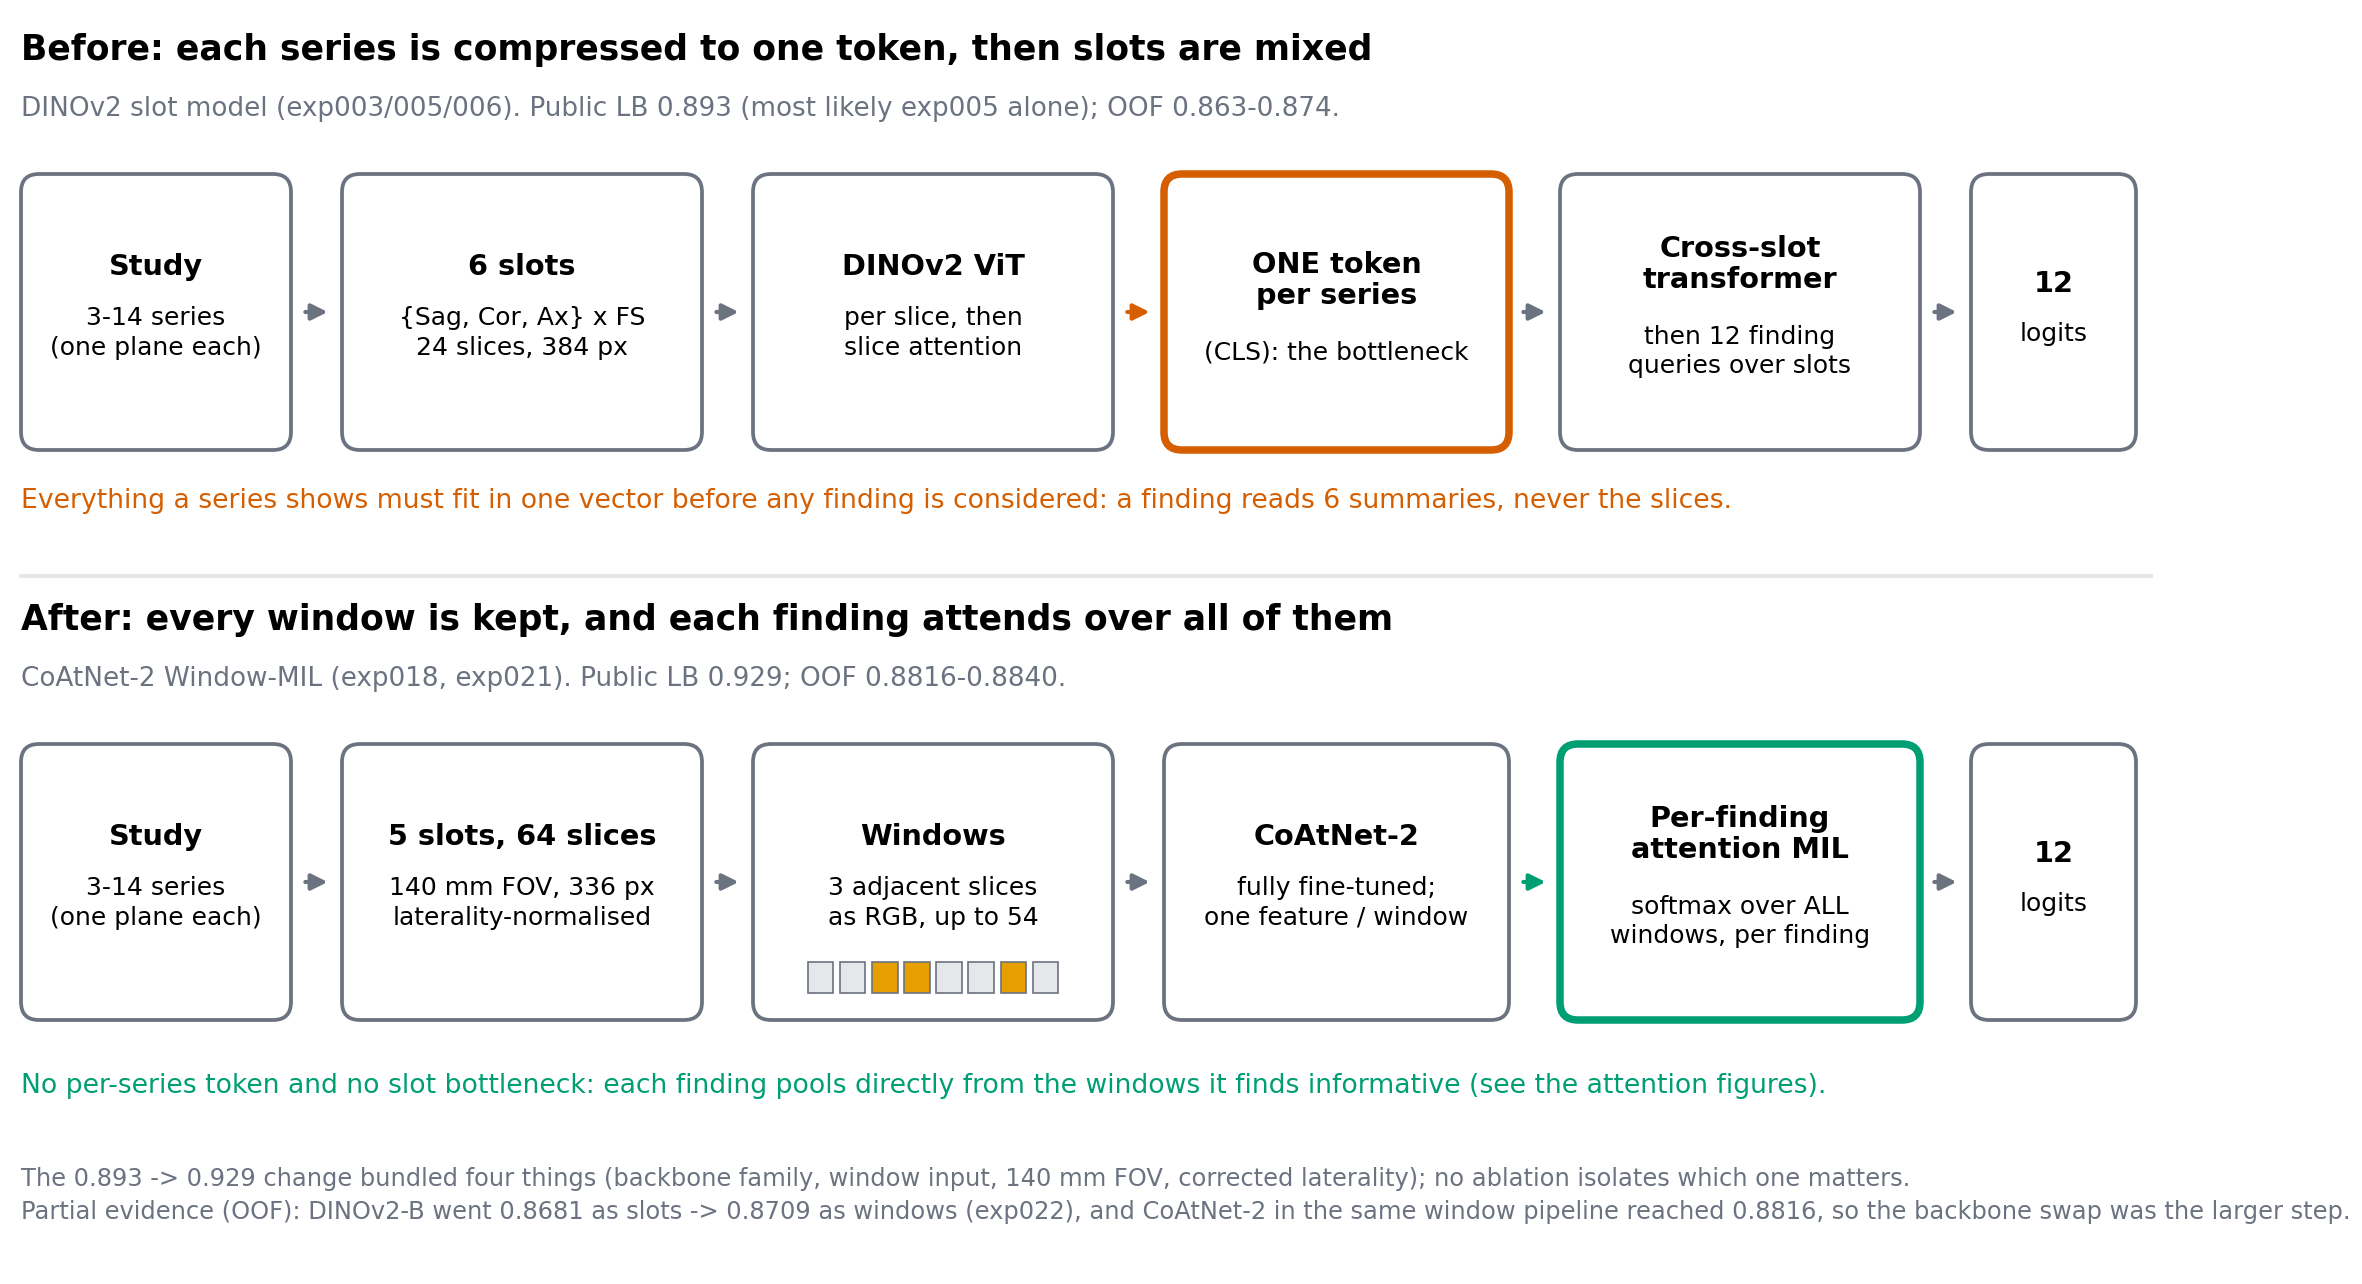 Before: each series is compressed to one token, then slots are mixed
DINOv2 slot model (exp003/005/006). Public LB 0.893 (most likely exp005 alone); OOF 0.863-0.874.
Study
3-14 series
(one plane each)
6 slots
{Sag, Cor, Ax} x FS
24 slices, 384 px
DINOv2 ViT
per slice, then
slice attention
ONE token
per series
(CLS): the bottleneck
Cross-slot
transformer
then 12 finding
queries over slots
12
logits
Everything a series shows must fit in one vector before any finding is considered: a finding reads 6 summaries, never the slices.
After: every window is kept, and each finding attends over all of them
CoAtNet-2 Window-MIL (exp018, exp021). Public LB 0.929; OOF 0.8816-0.8840.
Study
3-14 series
(one plane each)
5 slots, 64 slices
140 mm FOV, 336 px
laterality-normalised
Windows
3 adjacent slices
as RGB, up to 54
CoAtNet-2
fully fine-tuned;
one feature / window
Per-finding
attention MIL
softmax over ALL
windows, per finding
12
logits
No per-series token and no slot bottleneck: each finding pools directly from the windows it finds informative (see the attention figures).
The 0.893 -> 0.929 change bundled four things (backbone family, window input, 140 mm FOV, corrected laterality); no ablation isolates which one matters.
Partial evidence (OOF): DINOv2-B went 0.8681 as slots -> 0.8709 as windows (exp022), and CoAtNet-2 in the same window pipeline reached 0.8816, so the backbone swap was the larger step.